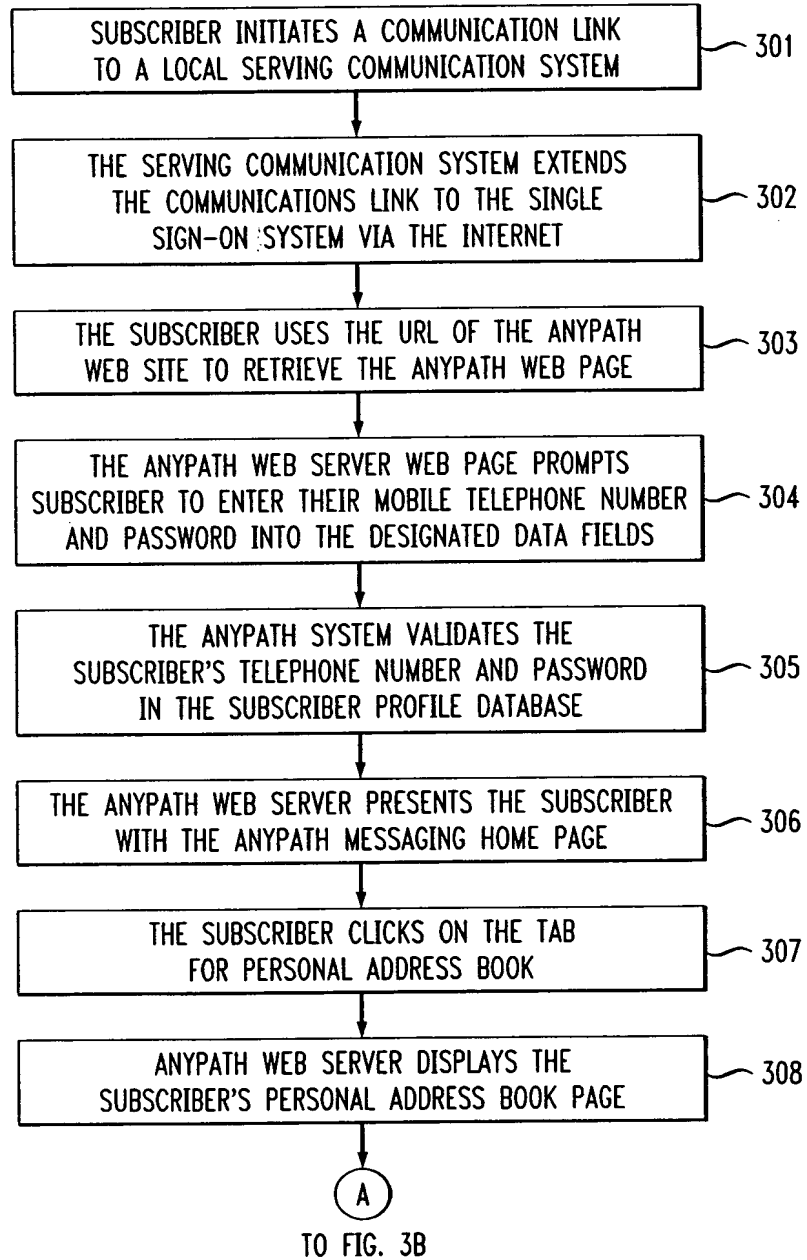 SUBSCRIBER INITIATES A COMMUNICATION LINK
TO A LOCAL SERVING COMMUNICATION SYSTEM
301
THE SERVING COMMUNICATION SYSTEM EXTENDS
THE COMMUNICATIONS LINK TO THE SINGLE
SIGN-ON SYSTEM VIA THE INTERNET
302
THE SUBSCRIBER USES THE URL OF THE ANYPATH
WEB SITE TO RETRIEVE THE ANYPATH WEB PAGE
303
THE ANYPATH WEB SERVER WEB PAGE PROMPTS
SUBSCRIBER TO ENTER THEIR MOBILE TELEPHONE NUMBER
AND PASSWORD INTO THE DESIGNATED DATA FIELDS
304
THE ANYPATH SYSTEM VALIDATES THE
SUBSCRIBER'S TELEPHONE NUMBER AND PASSWORD
IN THE SUBSCRIBER PROFILE DATABASE
305
THE ANYPATH WEB SERVER PRESENTS THE SUBSCRIBER
WITH THE ANYPATH MESSAGING HOME PAGE
306
THE SUBSCRIBER CLICKS ON THE TAB
FOR PERSONAL ADDRESS BOOK
307
ANYPATH WEB SERVER DISPLAYS THE
SUBSCRIBER'S PERSONAL ADDRESS BOOK PAGE
308
A
TO FIG. 3B